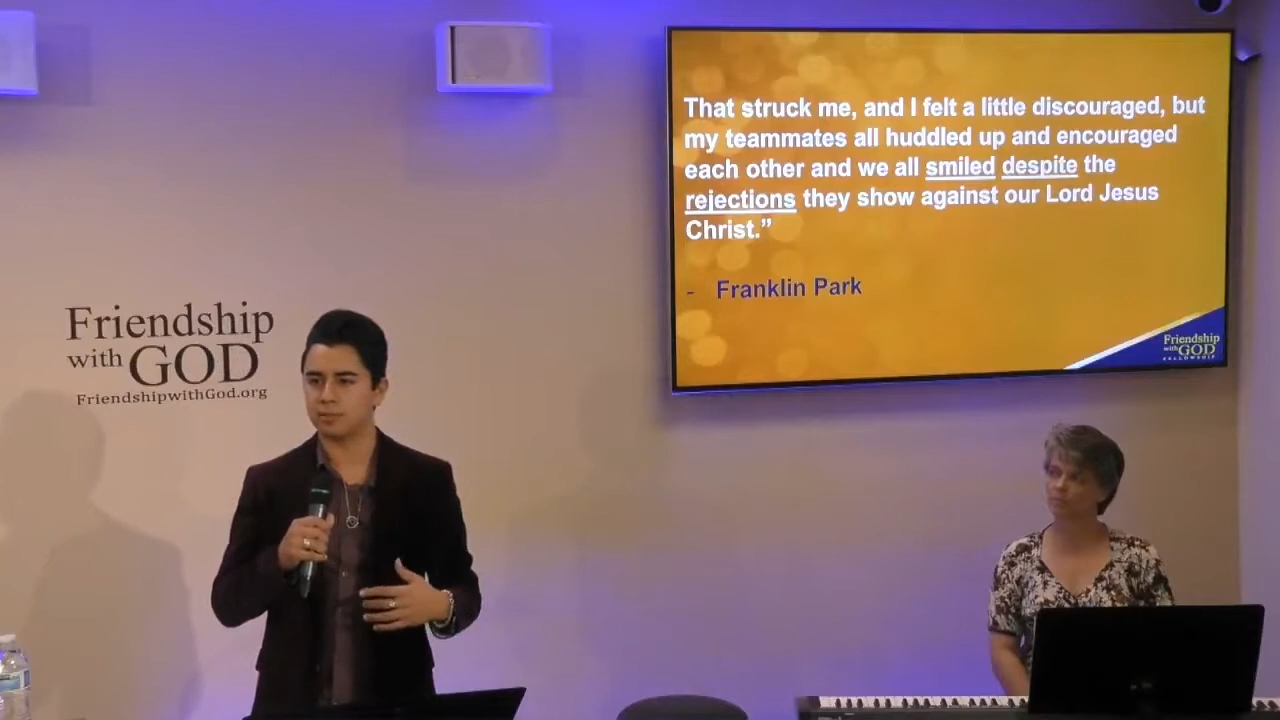 That struck me, and I felt a little discouraged, but
my teammates all huddled up and encouraged
each other and we all smiled despite the
rejections they show against our Lord Jesus
Christ.”
- Franklin Park
Friendship
with GOD
FELLOWSHIP
Friendship
with GOD
FriendshipwithGod.org